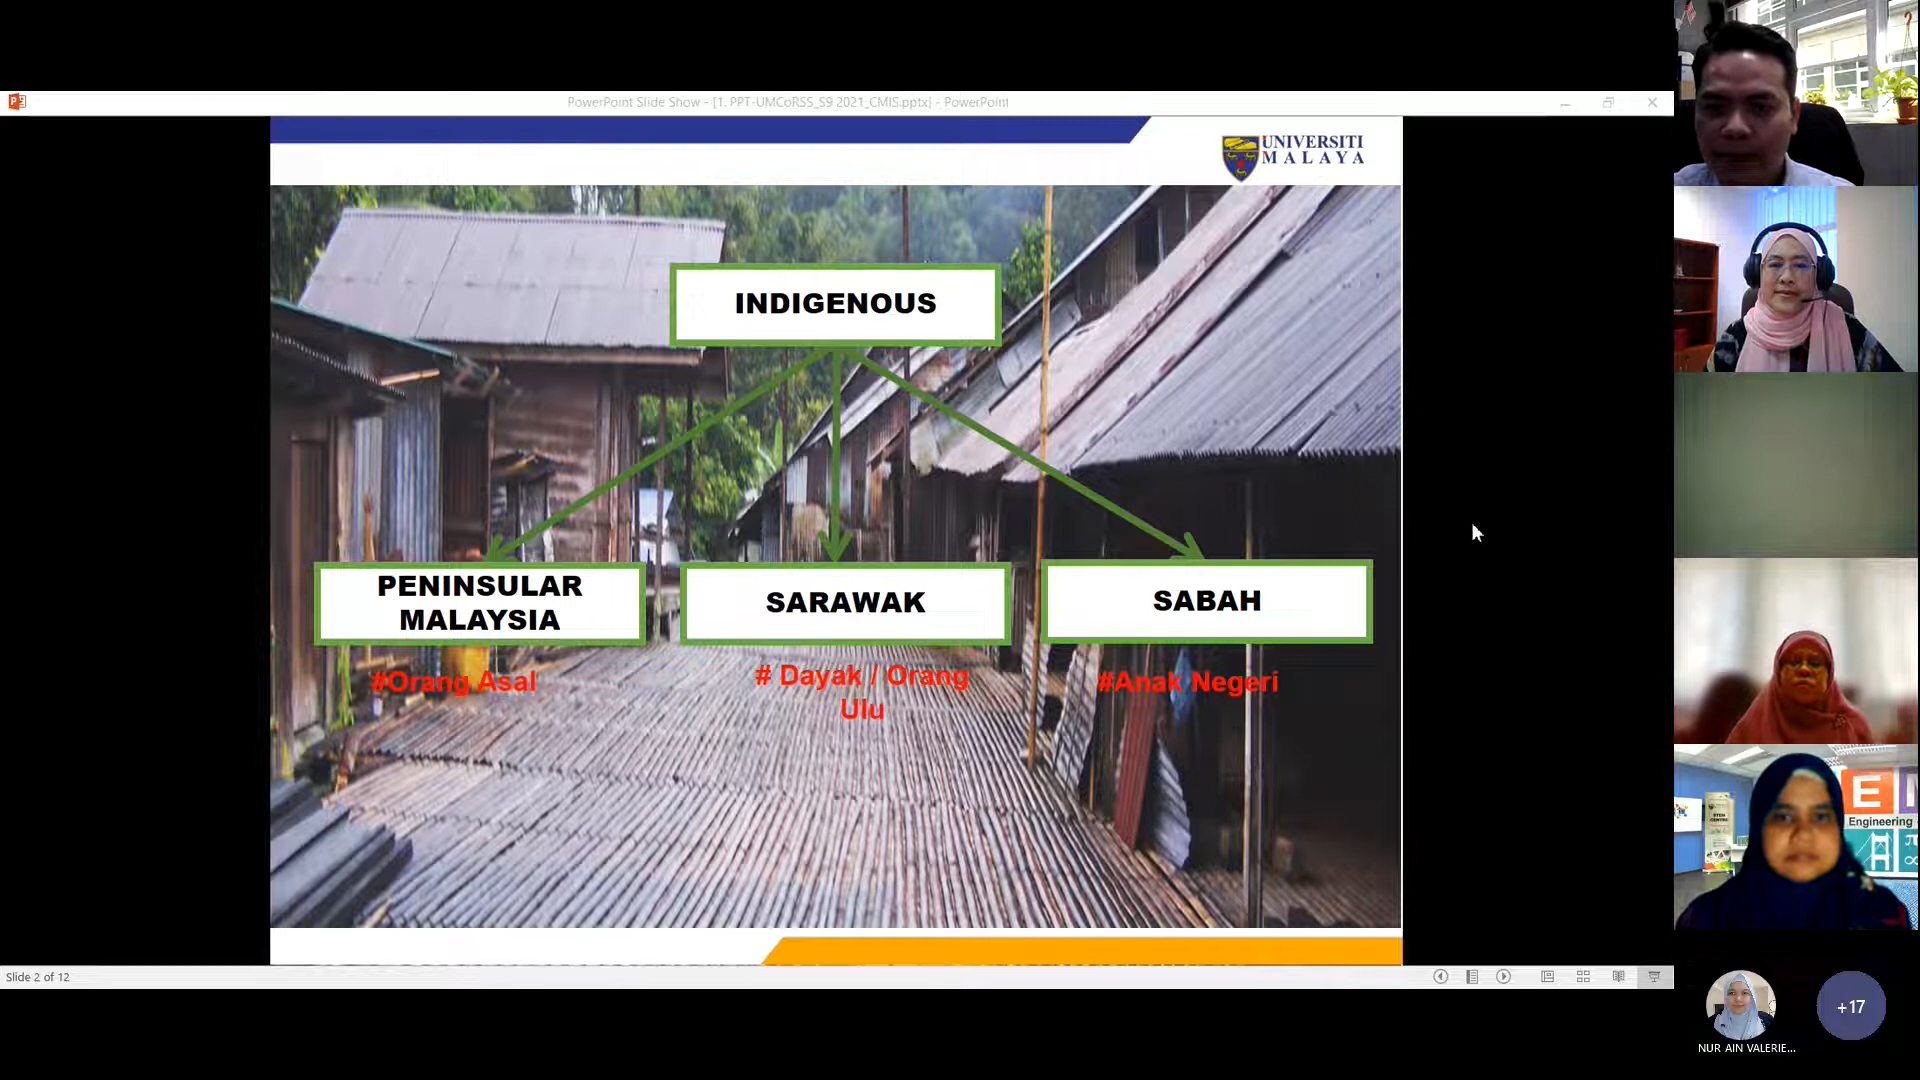 PowerPoint Slide Show - [1. PPT-UMCoRSS_S9 2021_CMIS.pptx] - PowerPoint
UNIVERSITI
MALAYA
INDIGENOUS
PENINSULAR
MALAYSIA
SARAWAK
SABAH
#Orang Asal
# Dayak / Orang
Ulu
#Anak Negeri
Slide 2 of 12
E
Engineering
+17
NUR AIN VALERIE...